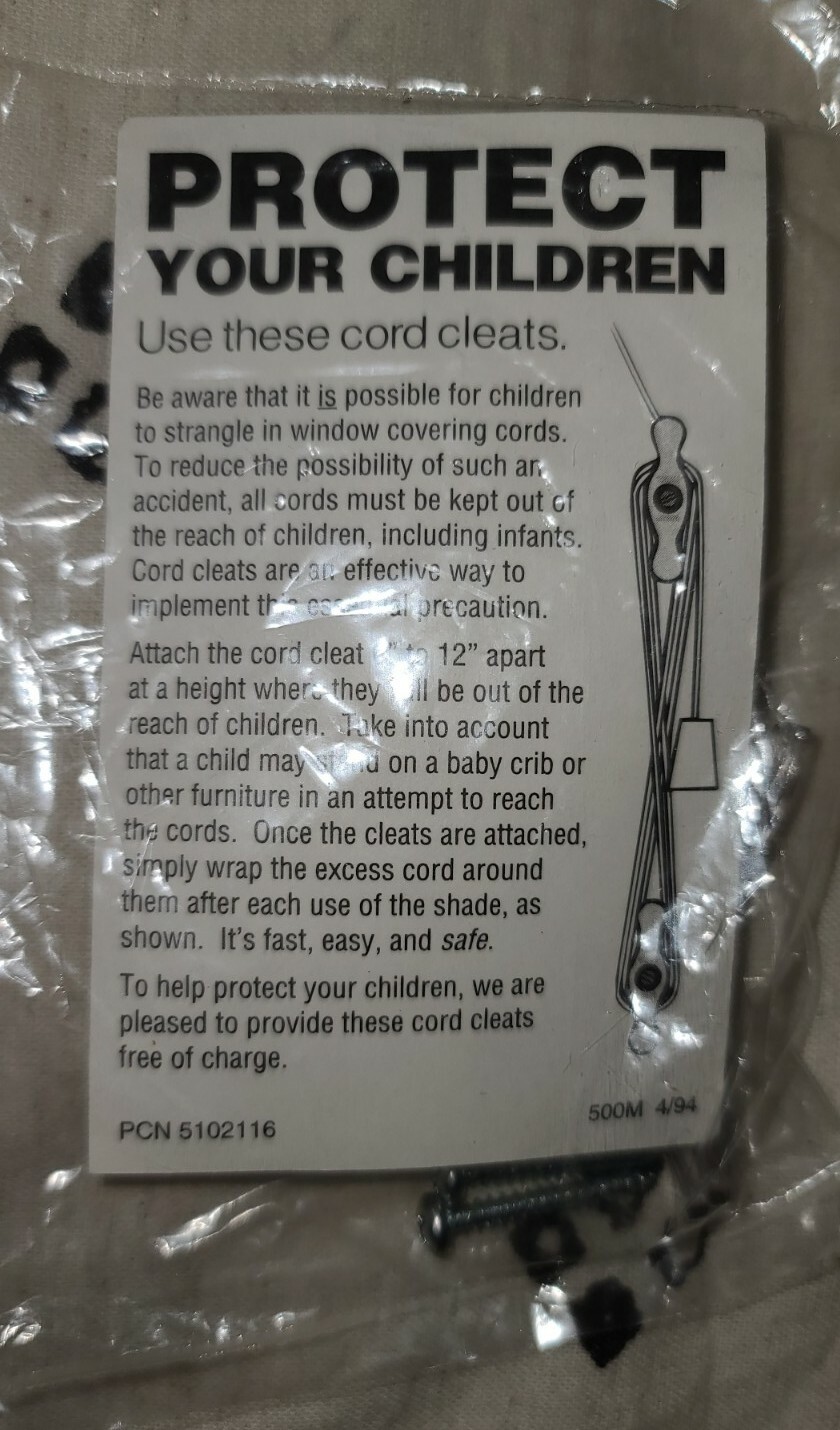 PROTECT
YOUR CHILDREN
Use these cord cleats.
Be aware that it is possible for children
to strangle in window covering cords.
To reduce the possibility of such an
accident, all cords must be kept out of
the reach of children, including infants.
Cord cleats are an effective way to
implement this essential precaution.
Attach the cord cleat to 12” apart
at a height where they will be out of the
reach of children. Take into account
that a child may stand on a baby crib or
other furniture in an attempt to reach
the cords. Once the cleats are attached,
simply wrap the excess cord around
them after each use of the shade, as
shown. It's fast, easy, and safe.
To help protect your children, we are
pleased to provide these cord cleats
free of charge.
500M 4/94
PCN 5102116